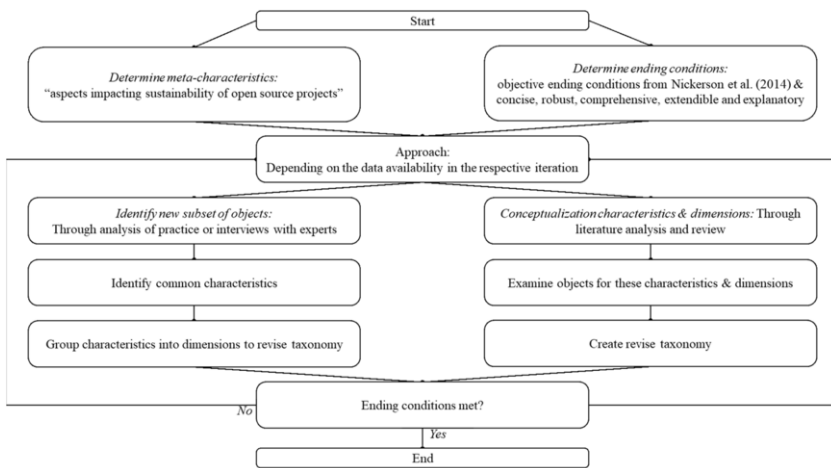 Start
Determine meta-characteristics:
“aspects impacting sustainability of open source projects”
Determine ending conditions:
objective ending conditions from Nickerson et al. (2014) &
concise, robust, comprehensive, extendible and explanatory
Approach:
Depending on the data availability in the respective iteration
Identify new subset of objects:
Through analysis of practice or interviews with experts
Conceptualization characteristics & dimensions: Through
literature analysis and review
Identify common characteristics
Examine objects for these characteristics & dimensions
Group characteristics into dimensions to revise taxonomy
Create revise taxonomy
Ending conditions met?
No
Yes
End